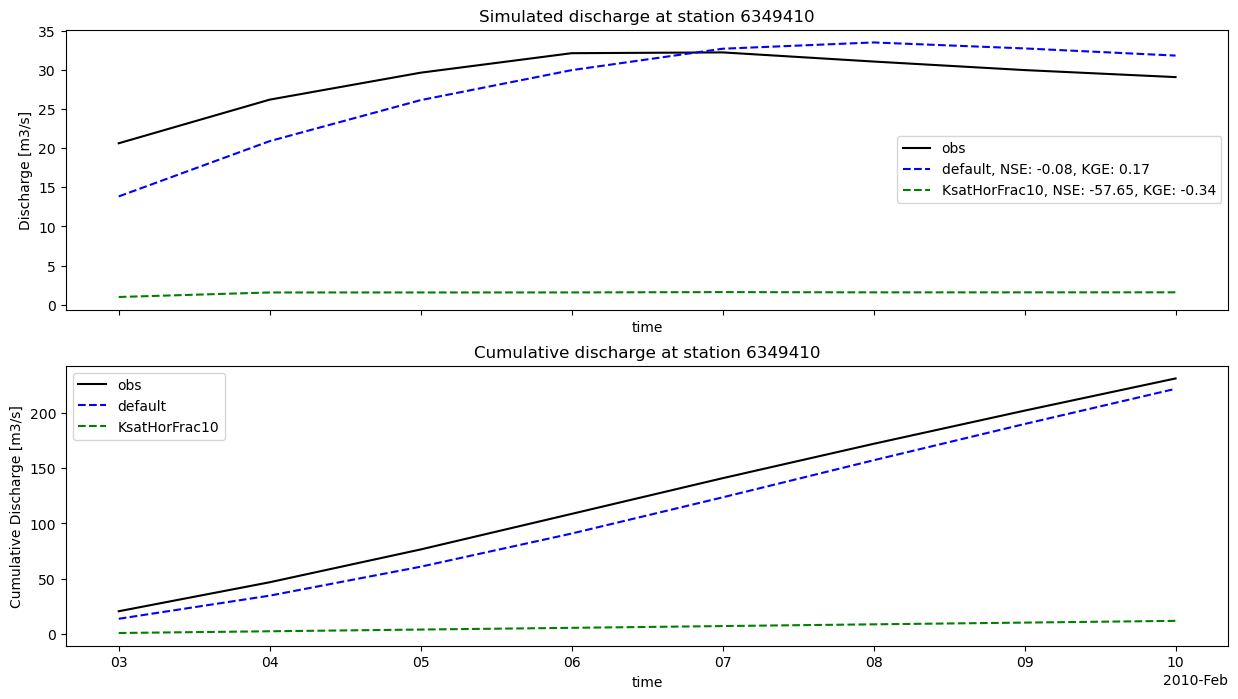 Simulated discharge at station 6349410
Discharge [m3/s]
35
30
25
20
15
10
5
0
obs
default, NSE: -0.08, KGE: 0.17
KsatHorFrac10, NSE: -57.65, KGE: -0.34
time
Cumulative discharge at station 6349410
Cumulative Discharge [m3/s]
200
150
100
50
0
obs
default
KsatHorFrac10
03 04 05 06 07 08 09 10
time
2010-Feb